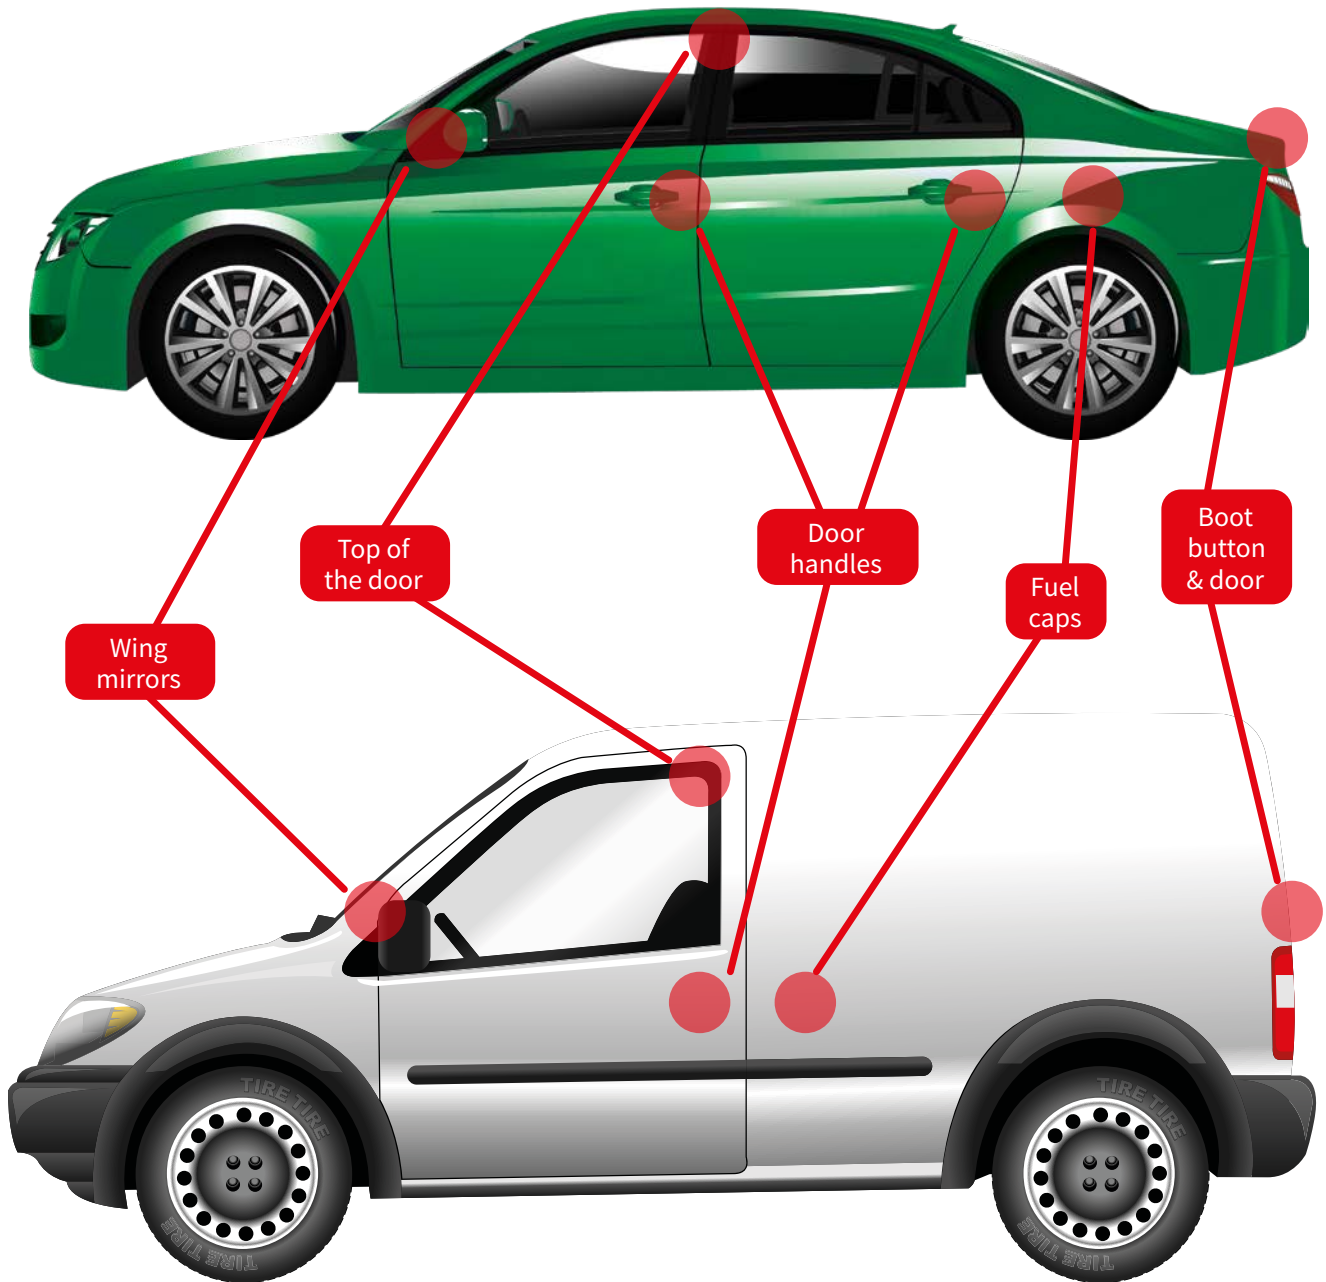 Door
handles
Boot
button
& door
Top of
the door
Fuel
caps
Wing
mirrors
TIRE TIRE
TIRE TIRE
TIRE TIRE
TIRE TIRE